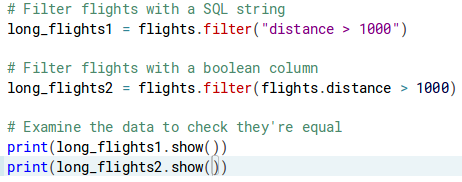 # Filter flights with a SQL string
long_flights1 = flights.filter("distance > 1000")
# Filter flights with a boolean column
long_flights2 = flights.filter(flights.distance > 1000)
# Examine the data to check they're equal
print(long_flights1.show())
print(long_flights2.show())